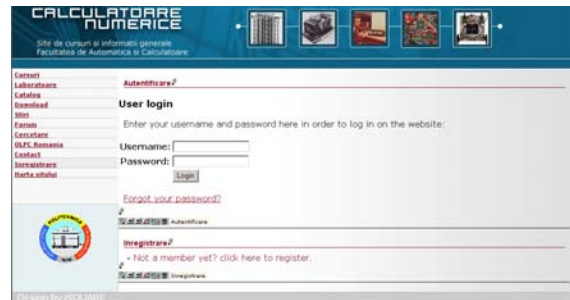 CALCULATOARE
NUMERICE
Site de cursuri si informatii generale
Facultatea de Automatica si Calculatoare
Cursuri
Laboratoare
Catalog
Download
Stiri
Forum
Cercetare
OLPC Romania
Contact
Inregistrare
Harta sitului
POLITEHNICA
Autentificare
User login
Enter your username and password here in order to log in on the website:
Username:
Password:
Login
Forgot your password?
Autentificare
Inregistrare
- Not a member yet? click here to register.
Inregistrare
Design by ISQUARE